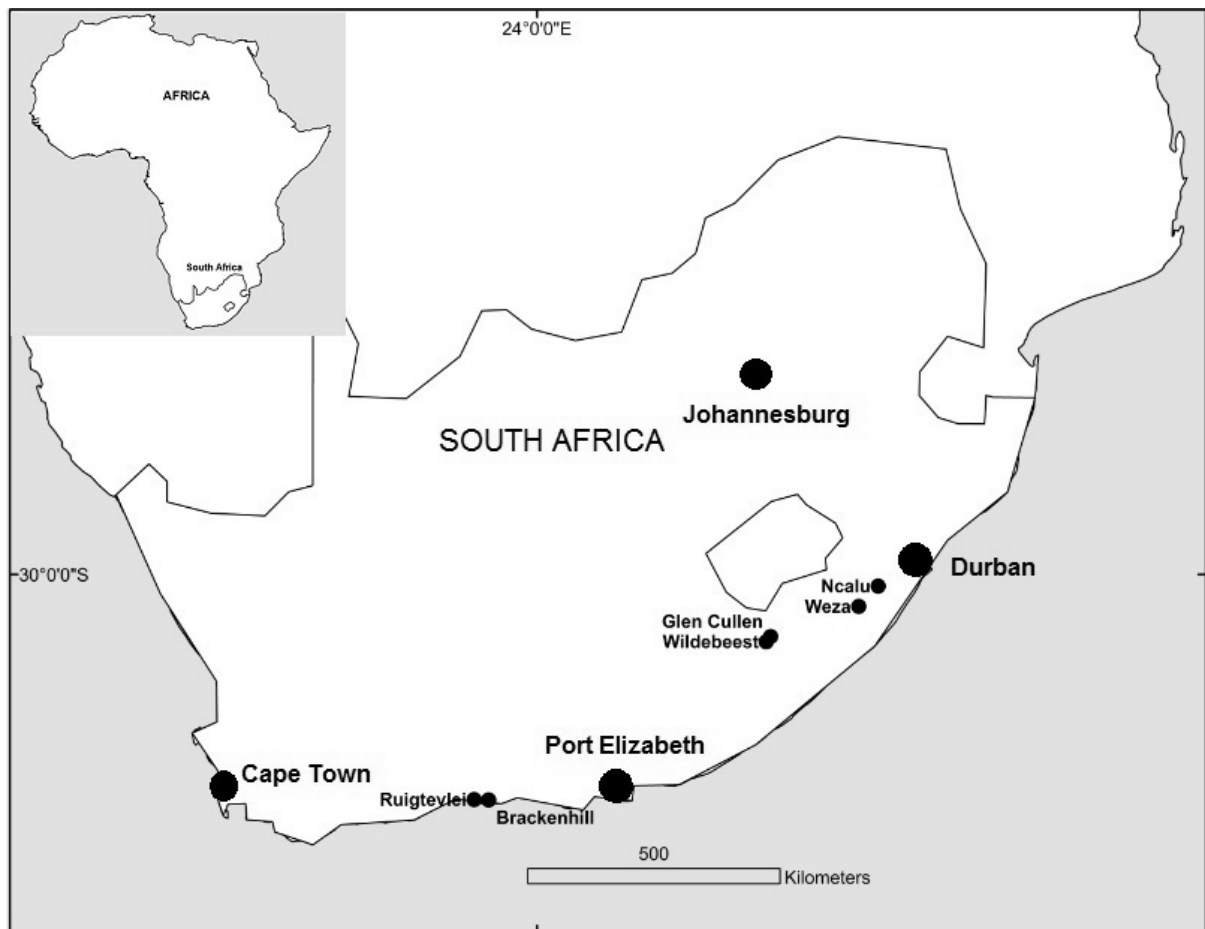 24°0'0"E
AFRICA
South Africa
Johannesburg
SOUTH AFRICA
30°0'0"S
Durban
Ncalu
Weza
Glen Cullen
Wildebeest
Port Elizabeth
Cape Town
Ruigtevlei
Brackenhill
500
Kilometers